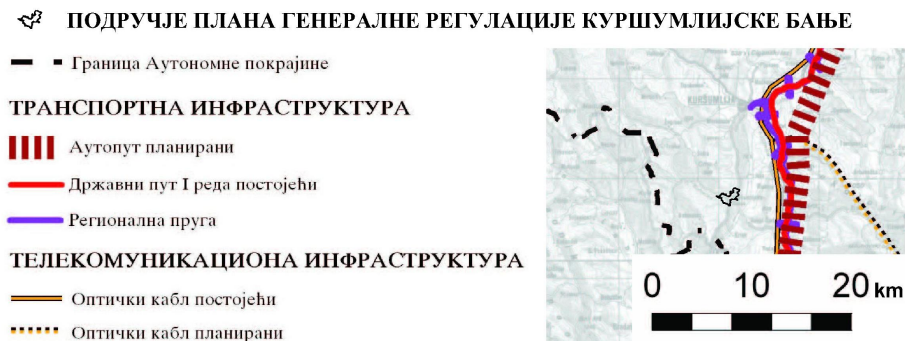 ПОДРУЧЈЕ ПЛАНА ГЕНЕРАЛНЕ РЕГУЛАЦИЈЕ КУРШУМЛИЈСКЕ БАЊЕ
Граница Аутономне покрајине
ТРАНСПОРТНА ИНФРАСТРУКТУРА
Аутопут планирани
Државни пут I реда постојећи
Регионална пруга
ТЕЛЕКОМУНИКАЦИОНА ИНФРАСТРУКТУРА
Оптички кабл постојећи
Оптички кабл планирани
0 10 20 km